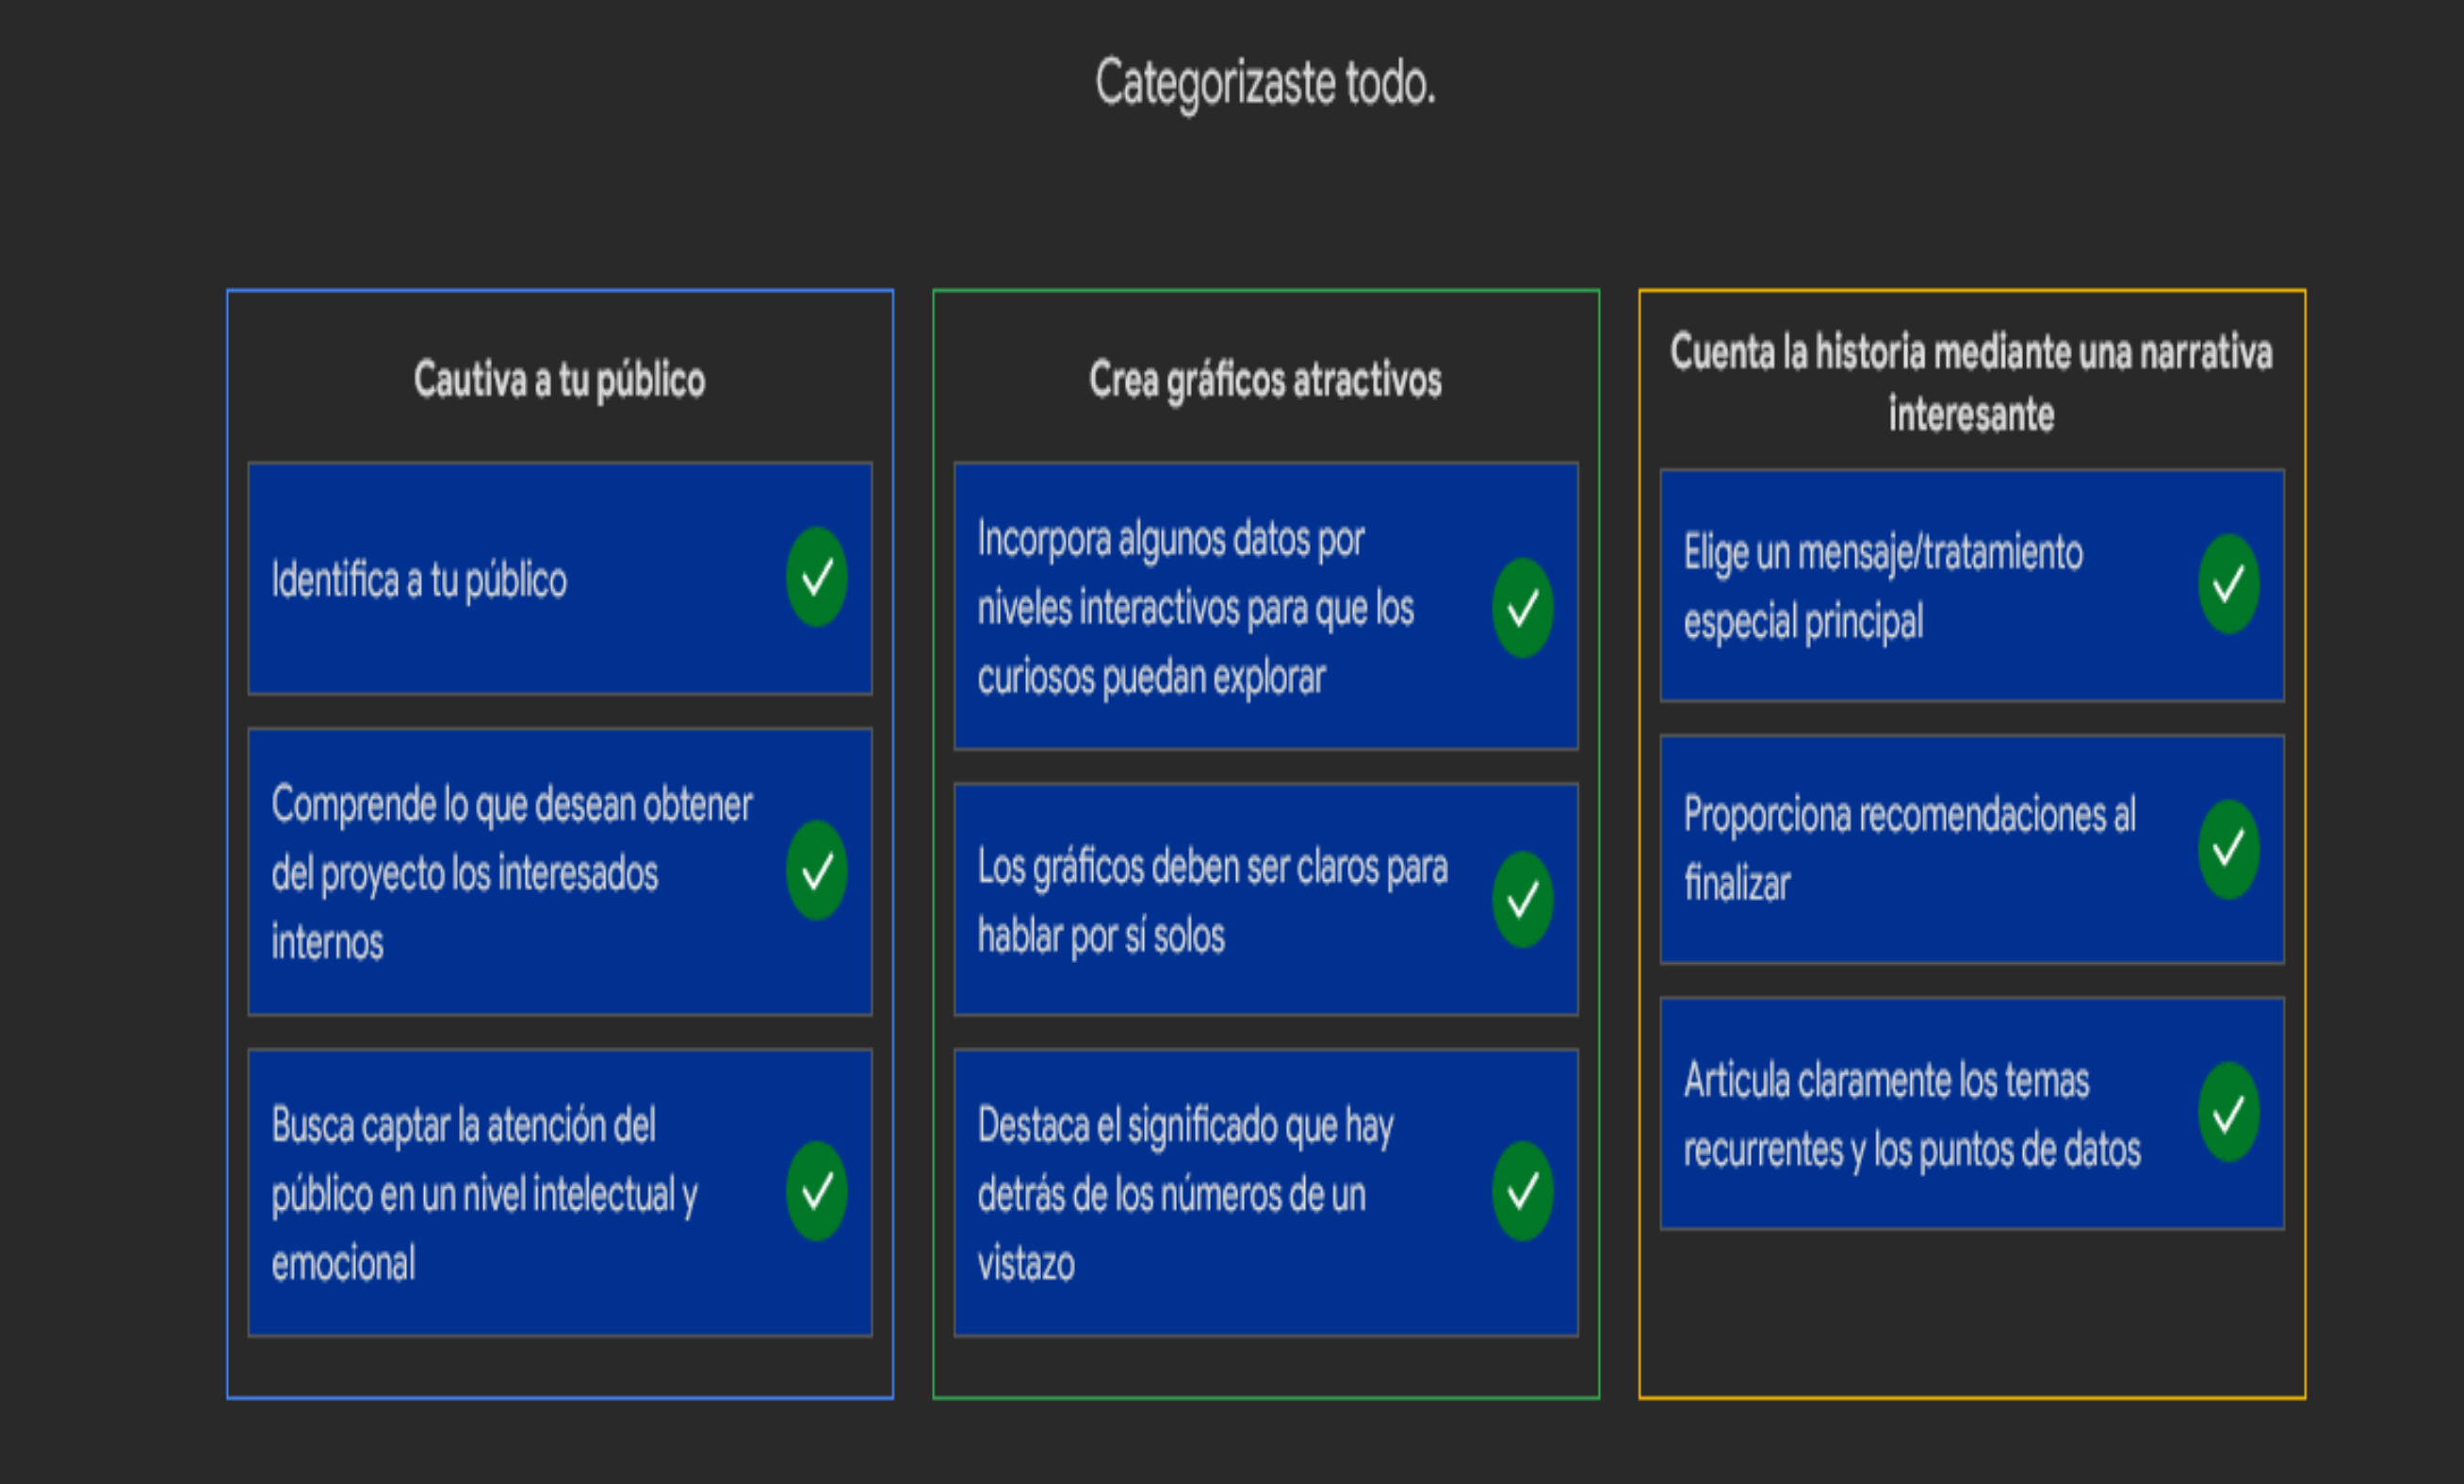 Categorizaste todo.
Cautiva a tu público
Identifica a tu público
Comprende lo que desean obtener
del proyecto los interesados
internos
Busca captar la atención del
público en un nivel intelectual y
emocional
Crea gráficos atractivos
Incorpora algunos datos por
niveles interactivos para que los
curiosos puedan explorar
Los gráficos deben ser claros para
hablar por sí solos
Destaca el significado que hay
detrás de los números de un
vistazo
Cuenta la historia mediante una narrativa
interesante
Elige un mensaje/tratamiento
especial principal
Proporciona recomendaciones al
finalizar
Articula claramente los temas
recurrentes y los puntos de datos